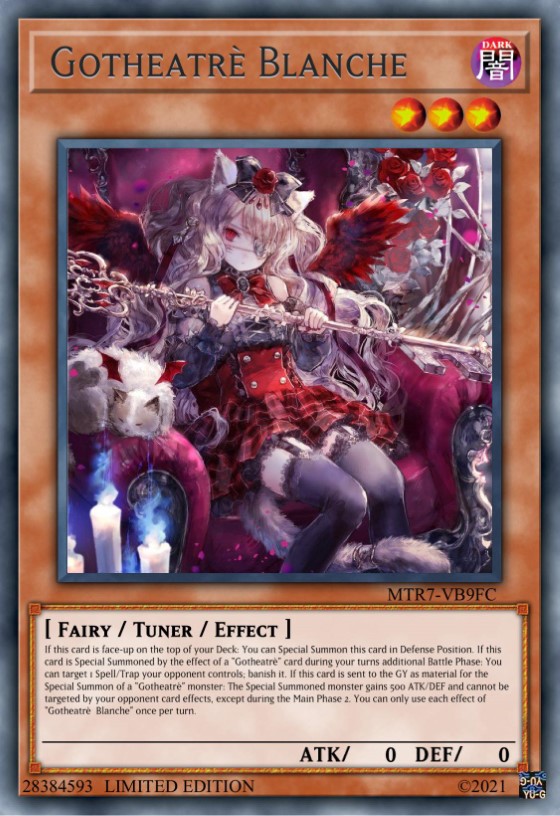 Gotheatrè Blanche
DARK
闇
MTR7-VB9FC
[ Fairy / Tuner / Effect ]
If this card is face-up on the top of your Deck: You can Special Summon this card in Defense Position. If this
card is Special Summoned by the effect of a "Gotheatrè" card during your turns additional Battle Phase: You
can target 1 Spell/Trap your opponent controls; banish it. If this card is sent to the GY as material for the
Special Summon of a "Gotheatrè" monster: The Special Summoned monster gains 500 ATK/DEF and cannot be
targeted by your opponent card effects, except during the Main Phase 2. You can only use each effect of
"Gotheatrè Blanche" once per turn.
ATK/ 0 DEF/ 0
28384593 LIMITED EDITION ©2021
YU-G
YU-G